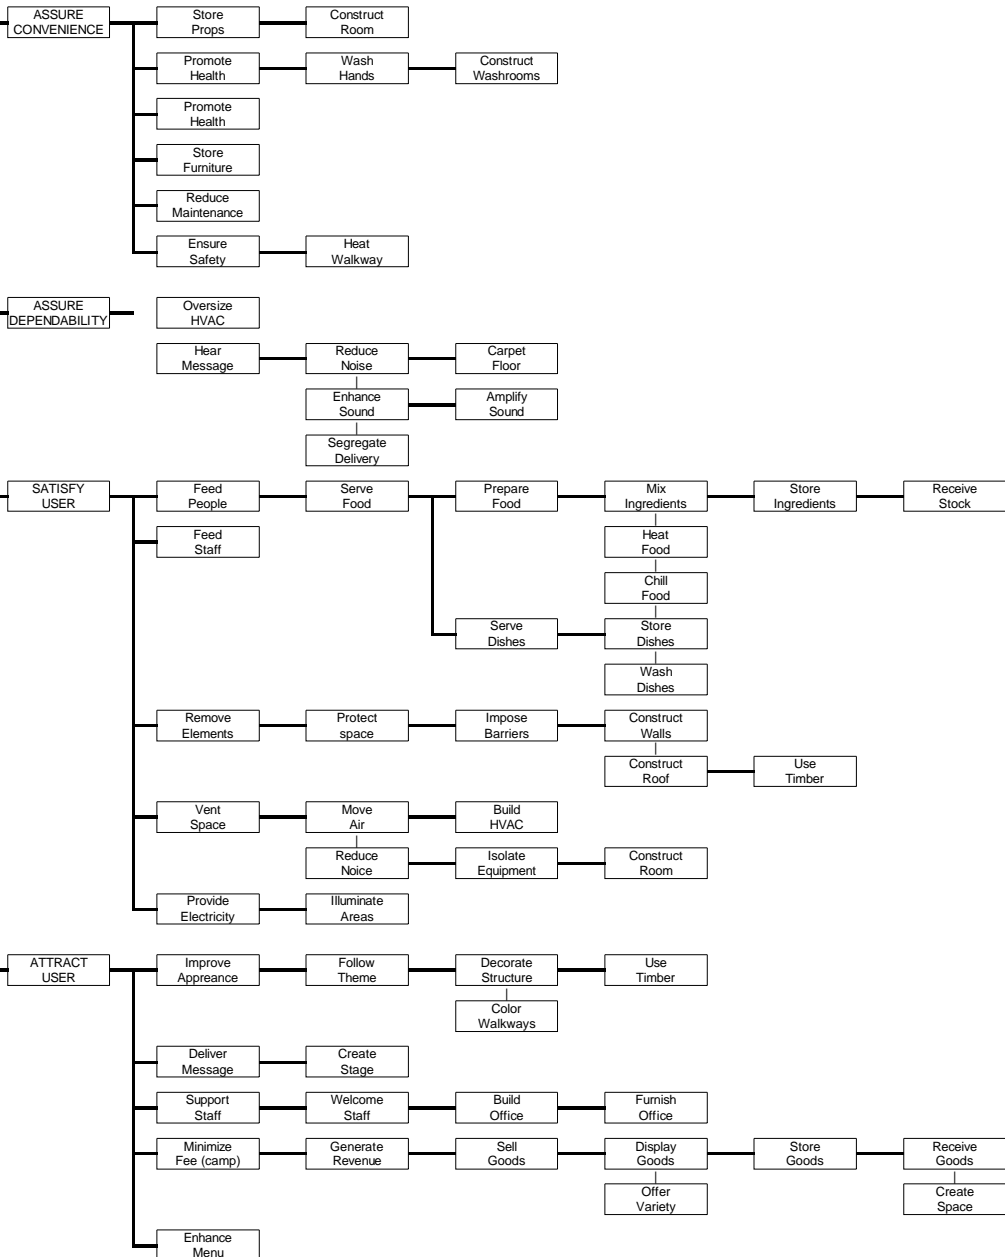 ASSURE
CONVENIENCE
Store
Props
Construct
Room
Promote
Health
Wash
Hands
Construct
Washrooms
Promote
Health
Store
Furniture
Reduce
Maintenance
Ensure
Safety
Heat
Walkway
ASSURE
DEPENDABILITY
Oversize
HVAC
Hear
Message
Reduce
Noise
Carpet
Floor
Enhance
Sound
Amplify
Sound
Segregate
Delivery
SATISFY
USER
Feed
People
Serve
Food
Prepare
Food
Mix
Ingredients
Store
Ingredients
Receive
Stock
Feed
Staff
Heat
Food
Chill
Food
Serve
Dishes
Store
Dishes
Wash
Dishes
Remove
Elements
Protect
space
Impose
Barriers
Construct
Walls
Construct
Roof
Use
Timber
Vent
Space
Move
Air
Build
HVAC
Reduce
Noice
Isolate
Equipment
Construct
Room
Provide
Electricity
Illuminate
Areas
ATTRACT
USER
Improve
Appreance
Follow
Theme
Decorate
Structure
Use
Timber
Color
Walkways
Deliver
Message
Create
Stage
Support
Staff
Welcome
Staff
Build
Office
Furnish
Office
Minimize
Fee (camp)
Generate
Revenue
Sell
Goods
Display
Goods
Store
Goods
Receive
Goods
Offer
Variety
Create
Space
Enhance
Menu